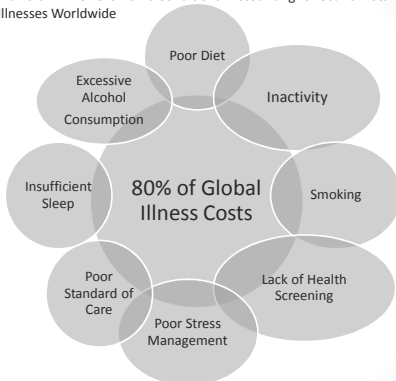 Illnesses Worldwide
Poor Diet
Inactivity
Smoking
Lack of Health
Screening
Poor Stress
Management
Poor
Standard of
Care
Insufficient
Sleep
Excessive
Alcohol
Consumption
80% of Global
Illness Costs